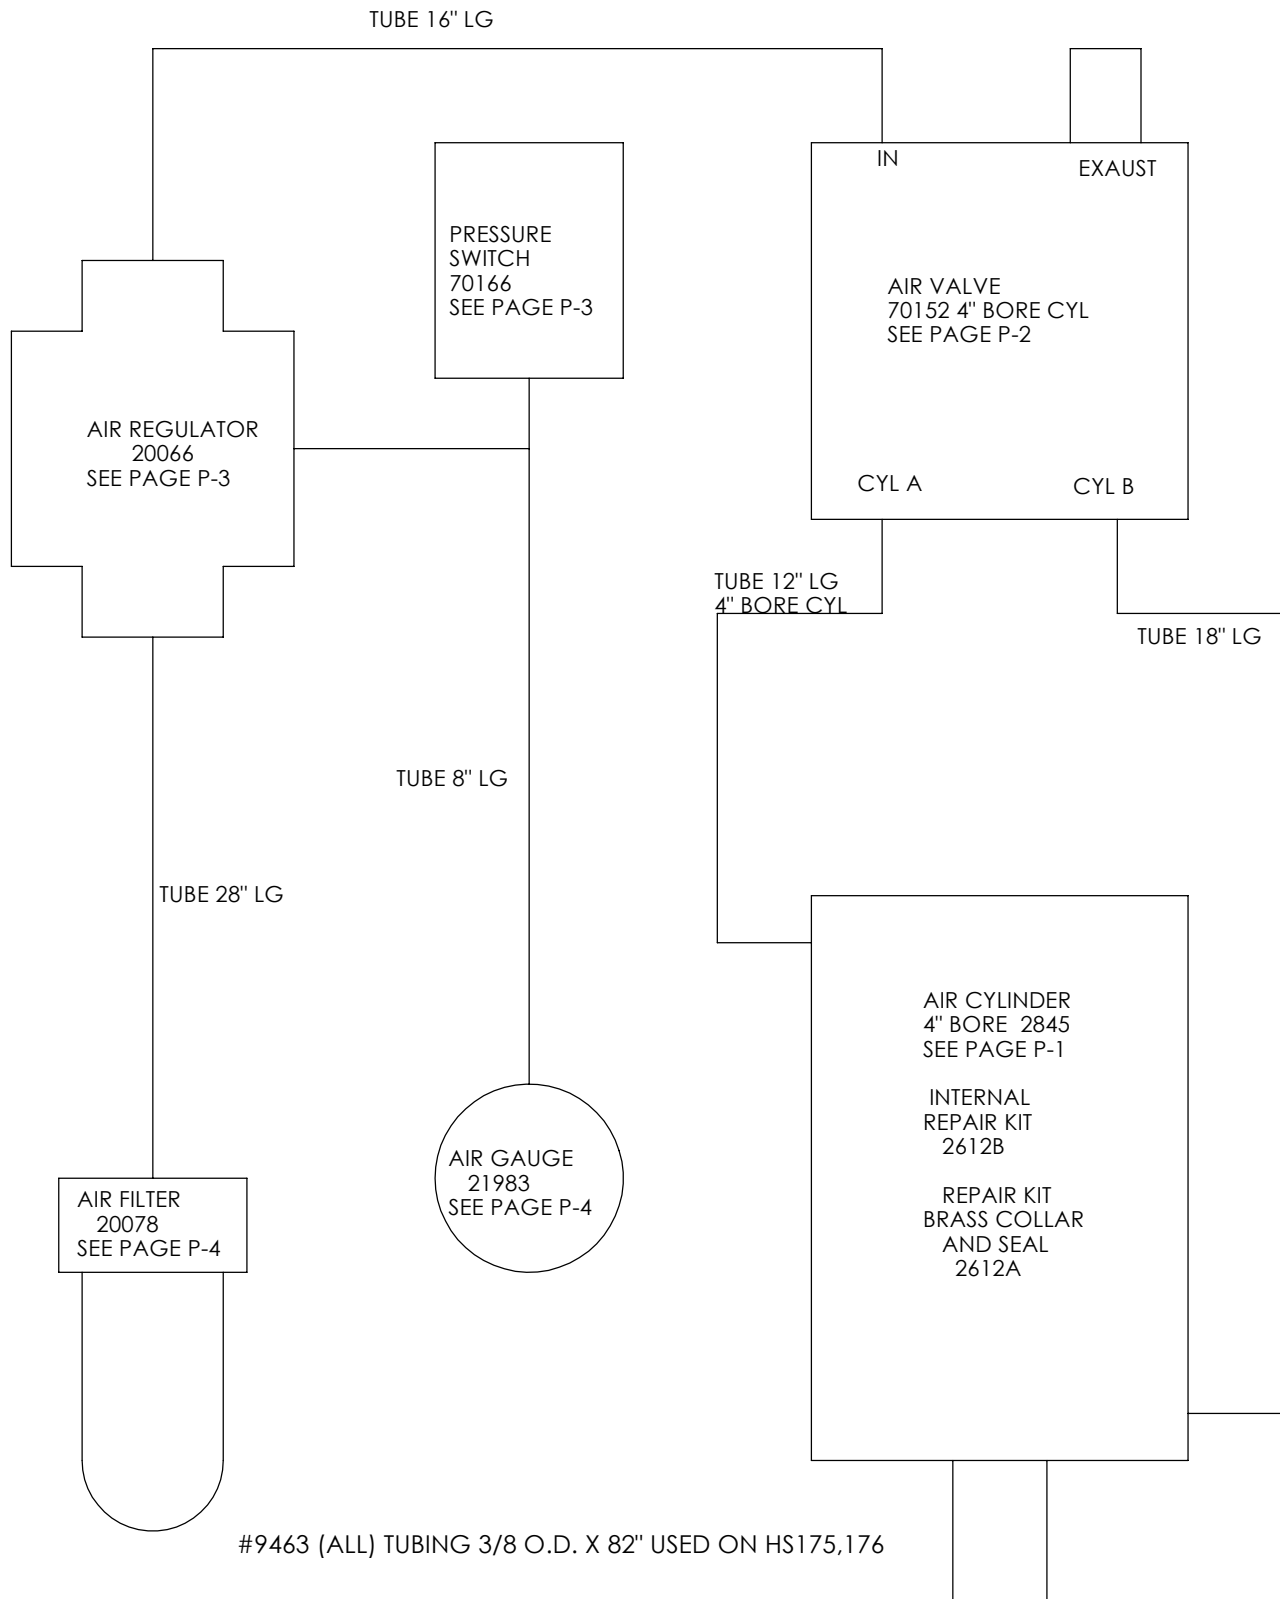 TUBE 16" LG
IN
EXAUST
PRESSURE
SWITCH
70166
SEE PAGE P-3
AIR VALVE
70152 4" BORE CYL
SEE PAGE P-2
AIR REGULATOR
20066
SEE PAGE P-3
CYL A
CYL B
TUBE 12" LG
4" BORE CYL
TUBE 18" LG
TUBE 8" LG
TUBE 28" LG
AIR CYLINDER
4" BORE 2845
SEE PAGE P-1
INTERNAL
REPAIR KIT
2612B
REPAIR KIT
BRASS COLLAR
AND SEAL
2612A
AIR GAUGE
21983
SEE PAGE P-4
AIR FILTER
20078
SEE PAGE P-4
#9463 (ALL) TUBING 3/8 O.D. X 82" USED ON HS175,176